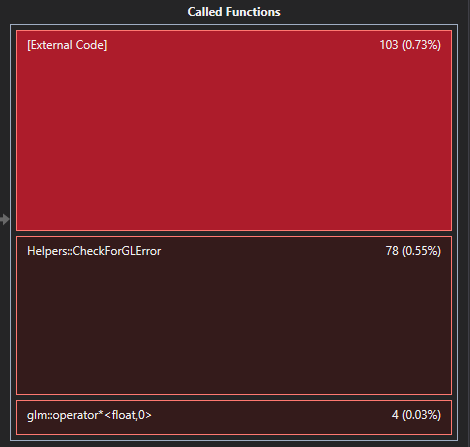 Called Functions
[External Code] 103 (0.73%)
Helpers::CheckForGLError 78 (0.55%)
glm::operator*<float,0> 4 (0.03%)